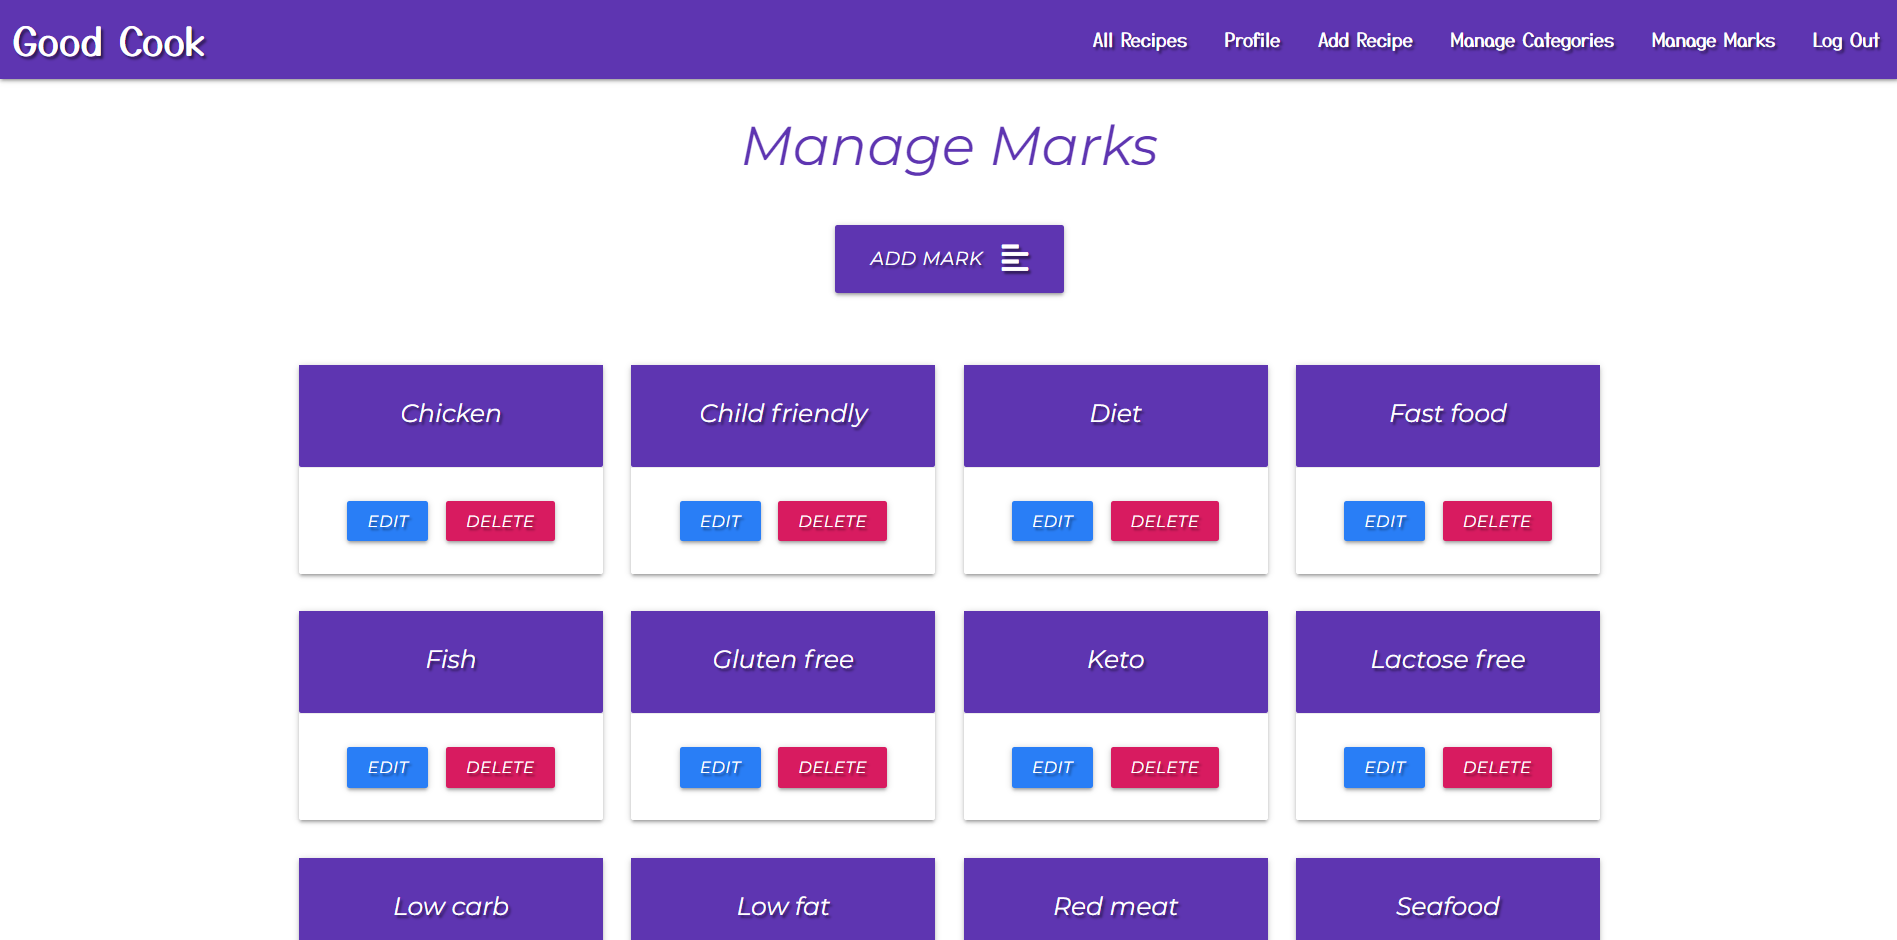 Good Cook
All Recipes Profile Add Recipe Manage Categories Manage Marks Log Out
Manage Marks
ADD MARK
Chicken Child friendly Diet Fast food
EDIT DELETE EDIT DELETE EDIT DELETE EDIT DELETE
Fish Gluten free Keto Lactose free
EDIT DELETE EDIT DELETE EDIT DELETE EDIT DELETE
Low carb Low fat Red meat Seafood